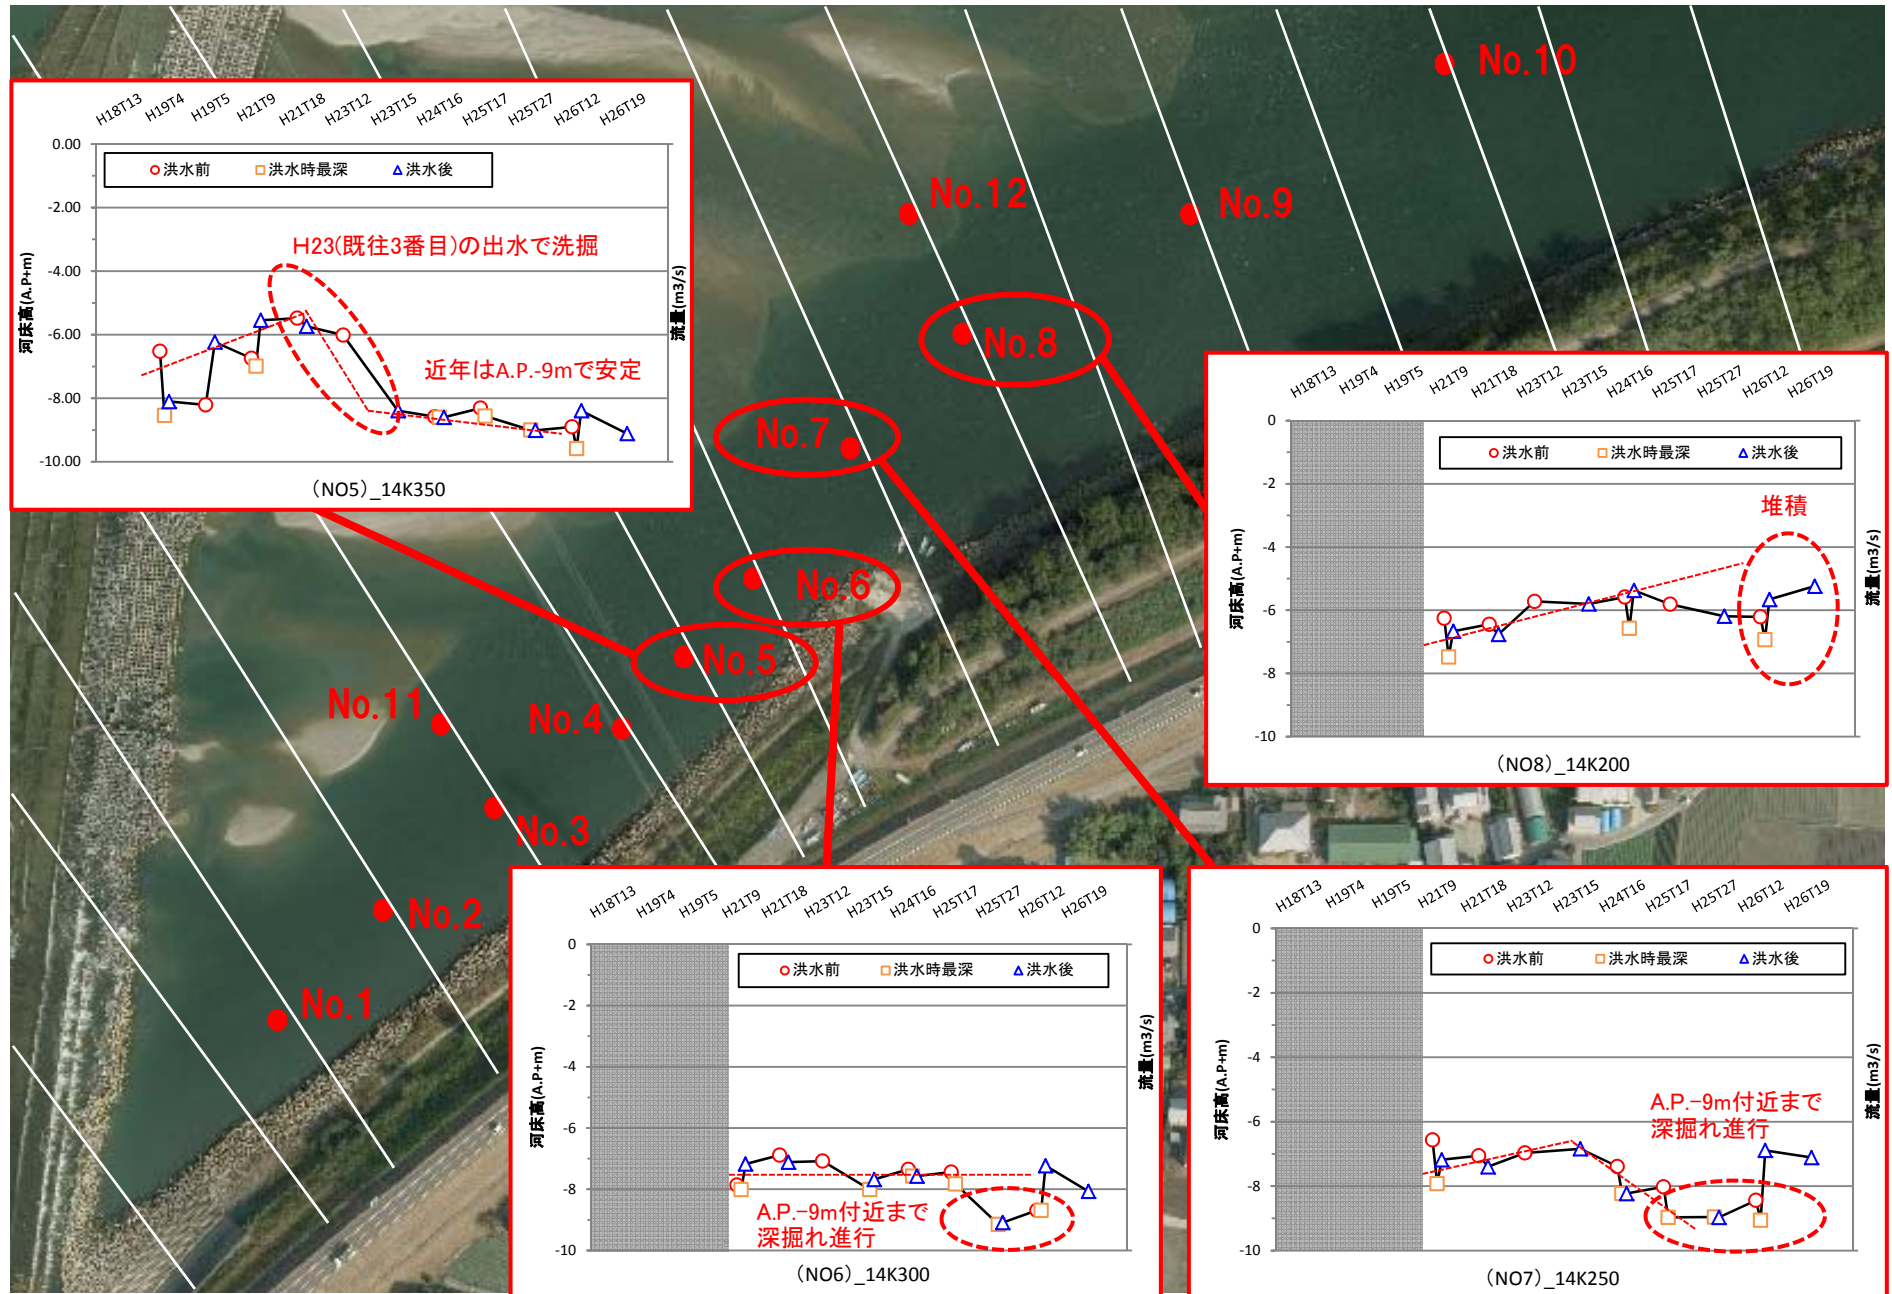 No.10
No.12
No.9
No.8
No.7
No.6
No.5
No.11
No.4
No.3
No.2
No.1
H18T13
H19T4
H19T5
H21T9
H21T18
H23T12
H23T15
H24T16
H25T17
H25T27
H26T12
H26T19
0.00
-2.00
-4.00
-6.00
-8.00
-10.00
河床高(A.P+m)
流量(m3/s)
洪水前 洪水時最深 洪水後
H23(既往3番目)の出水で洗掘
近年はA.P.-9mで安定
(NO5)_14K350
H18T13
H19T4
H19T5
H21T9
H21T18
H23T12
H23T15
H24T16
H25T17
H25T27
H26T12
H26T19
0
-2
-4
-6
-8
-10
河床高(A.P+m)
流量(m3/s)
洪水前 洪水時最深 洪水後
堆積
(NO8)_14K200
H18T13
H19T4
H19T5
H21T9
H21T18
H23T12
H23T15
H24T16
H25T17
H25T27
H26T12
H26T19
0
-2
-4
-6
-8
-10
河床高(A.P+m)
流量(m3/s)
洪水前 洪水時最深 洪水後
A.P.-9m付近まで
深掘れ進行
(NO6)_14K300
H18T13
H19T4
H19T5
H21T9
H21T18
H23T12
H23T15
H24T16
H25T17
H25T27
H26T12
H26T19
0
-2
-4
-6
-8
-10
河床高(A.P+m)
流量(m3/s)
洪水前 洪水時最深 洪水後
A.P.-9m付近まで
深掘れ進行
(NO7)_14K250